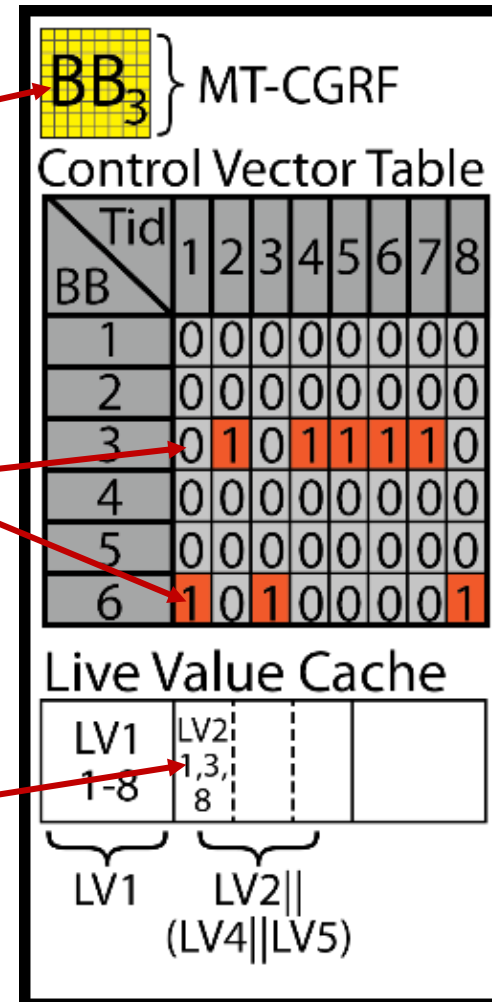 BB3 } MT-CGRF
Control Vector Table
Tid
BB
1 2 3 4 5 6 7 8
1 0 0 0 0 0 0 0 0
2 0 0 0 0 0 0 0 0
3 0 1 0 1 1 1 1 0
4 0 0 0 0 0 0 0 0
5 0 0 0 0 0 0 0 0
6 1 0 1 0 0 0 0 1
Live Value Cache
LV1
1-8
LV2
1,3,
8
LV1
LV2||
(LV4||LV5)